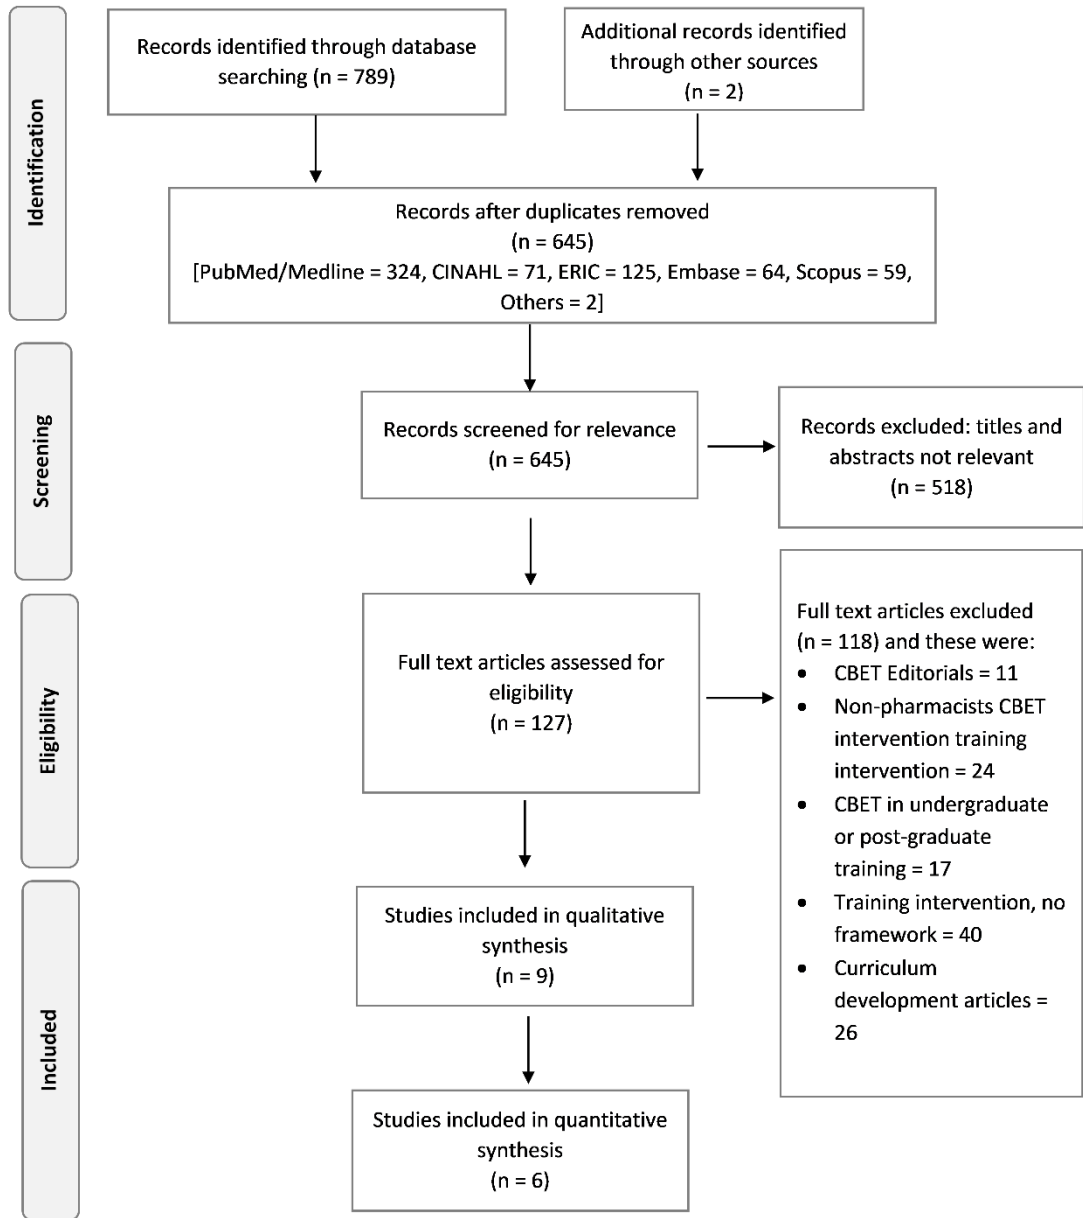 Identification
Records identified through database
searching (n = 789)
Additional records identified
through other sources
(n = 2)
Records after duplicates removed
(n = 645)
[PubMed/Medline = 324, CINAHL = 71, ERIC = 125, Embase = 64, Scopus = 59,
Others = 2]
Screening
Records screened for relevance
(n = 645)
Records excluded: titles and
abstracts not relevant
(n = 518)
Eligibility
Full text articles assessed for
eligibility
(n = 127)
Full text articles excluded
(n = 118) and these were:
• CBET Editorials = 11
• Non-pharmacists CBET
intervention training
intervention = 24
• CBET in undergraduate
or post-graduate
training = 17
• Training intervention, no
framework = 40
• Curriculum
development articles =
26
Included
Studies included in qualitative
synthesis
(n = 9)
Studies included in quantitative
synthesis
(n = 6)